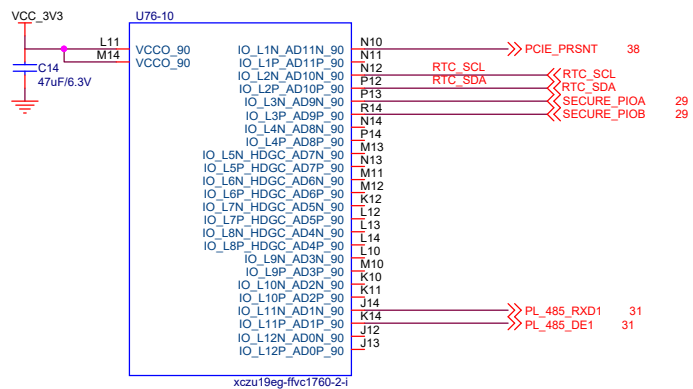 VCC_3V3
U76-10
L11
M14
VCCO_90
VCCO_90
C14
47uF/6.3V
IO_L1N_AD11N_90 N10 PCIE_PRSNT 38
IO_L1P_AD11P_90 N11
IO_L2N_AD10N_90 N12 RTC_SCL RTC_SCL
IO_L2P_AD10P_90 P12 RTC_SDA RTC_SDA
IO_L3N_AD9N_90 P13 SECURE_PIOA 29
IO_L3P_AD9P_90 R14 SECURE_PIOB 29
IO_L4N_AD8N_90 N14
IO_L4P_AD8P_90 P14
IO_L5N_HDGC_AD7N_90 M13
IO_L5P_HDGC_AD7P_90 N13
IO_L6N_HDGC_AD6N_90 M11
IO_L6P_HDGC_AD6P_90 M12
IO_L7N_HDGC_AD5N_90 K12
IO_L7P_HDGC_AD5P_90 L12
IO_L8N_HDGC_AD4N_90 L13
IO_L8P_HDGC_AD4P_90 L14
IO_L9N_AD3N_90 L10
IO_L9P_AD3P_90 M10
IO_L10N_AD2N_90 K10
IO_L10P_AD2P_90 K11
IO_L11N_AD1N_90 J14 PL_485_RXD1 31
IO_L11P_AD1P_90 K14 PL_485_DE1 31
IO_L12N_AD0N_90 J12
IO_L12P_AD0P_90 J13
xczu19eg-ffvc1760-2-i